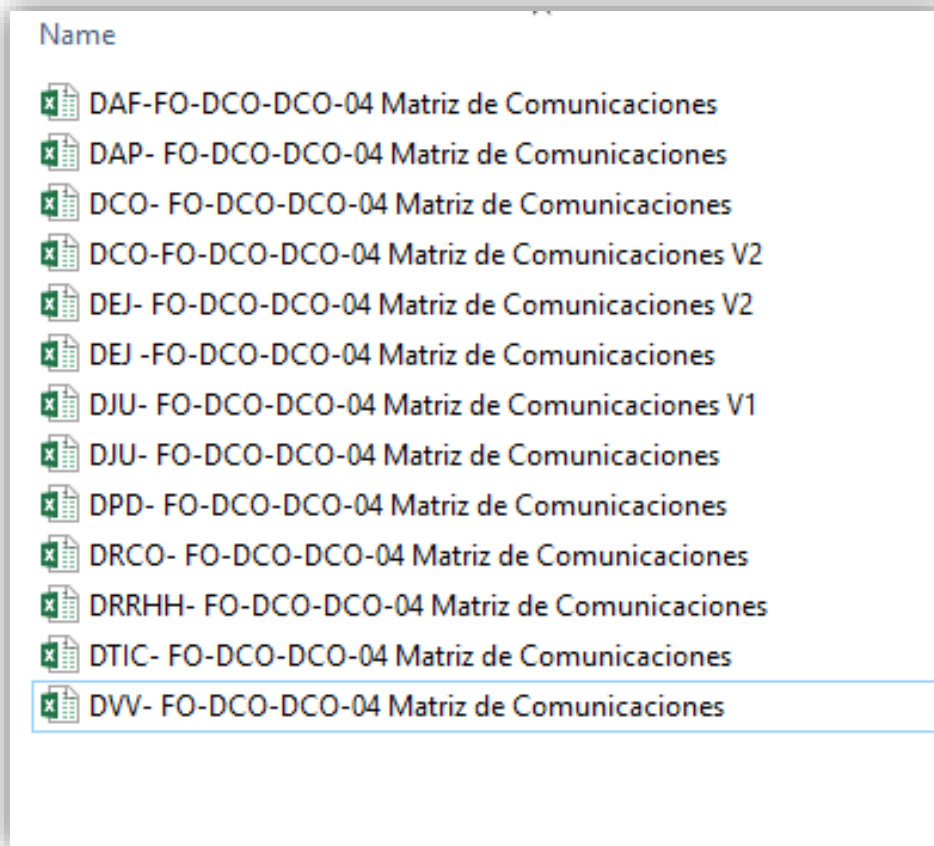 Name
DAF-FO-DCO-DCO-04 Matriz de Comunicaciones
DAP- FO-DCO-DCO-04 Matriz de Comunicaciones
DCO- FO-DCO-DCO-04 Matriz de Comunicaciones
DCO-FO-DCO-DCO-04 Matriz de Comunicaciones V2
DEJ- FO-DCO-DCO-04 Matriz de Comunicaciones V2
DEJ -FO-DCO-DCO-04 Matriz de Comunicaciones
DJU- FO-DCO-DCO-04 Matriz de Comunicaciones V1
DJU- FO-DCO-DCO-04 Matriz de Comunicaciones
DPD- FO-DCO-DCO-04 Matriz de Comunicaciones
DRCO- FO-DCO-DCO-04 Matriz de Comunicaciones
DRRHH- FO-DCO-DCO-04 Matriz de Comunicaciones
DTIC- FO-DCO-DCO-04 Matriz de Comunicaciones
DVV- FO-DCO-DCO-04 Matriz de Comunicaciones